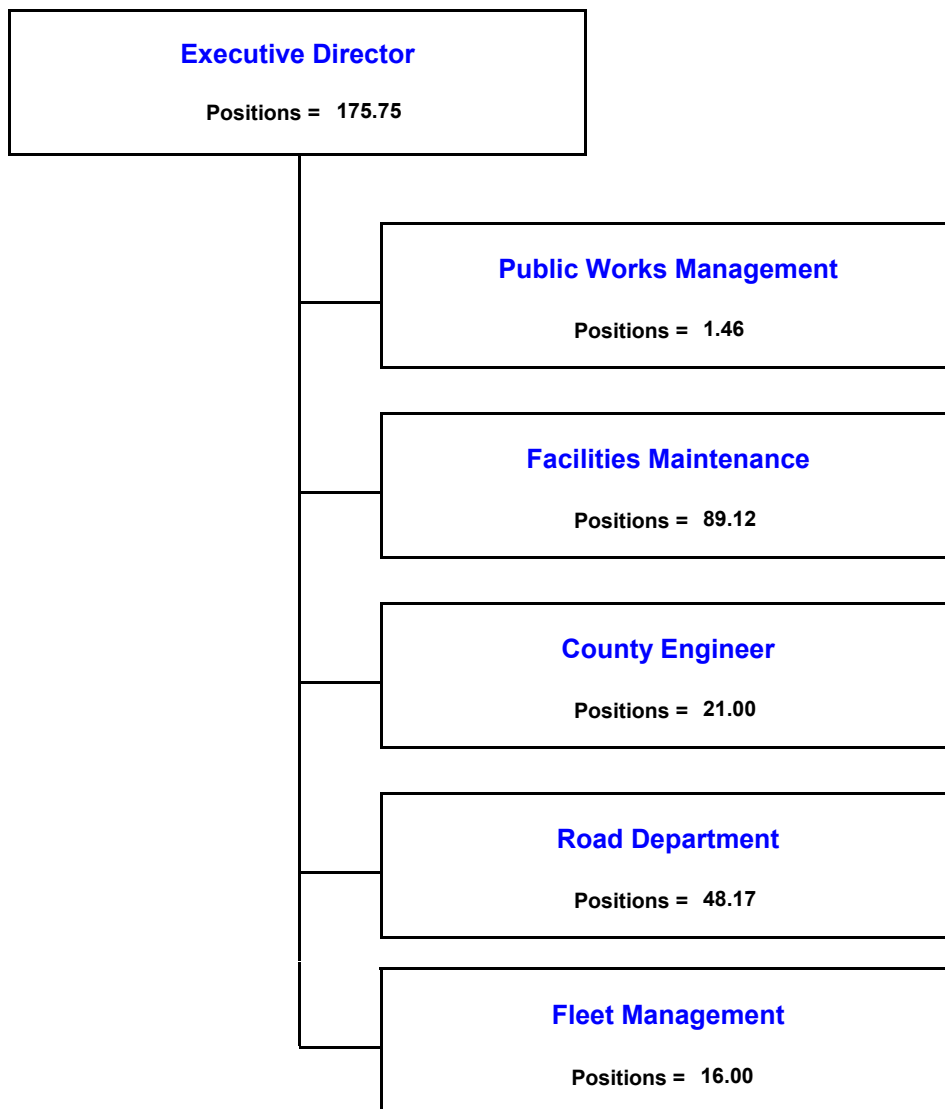 Executive Director
Positions = 175.75
Public Works Management
Positions = 1.46
Facilities Maintenance
Positions = 89.12
County Engineer
Positions = 21.00
Road Department
Positions = 48.17
Fleet Management
Positions = 16.00